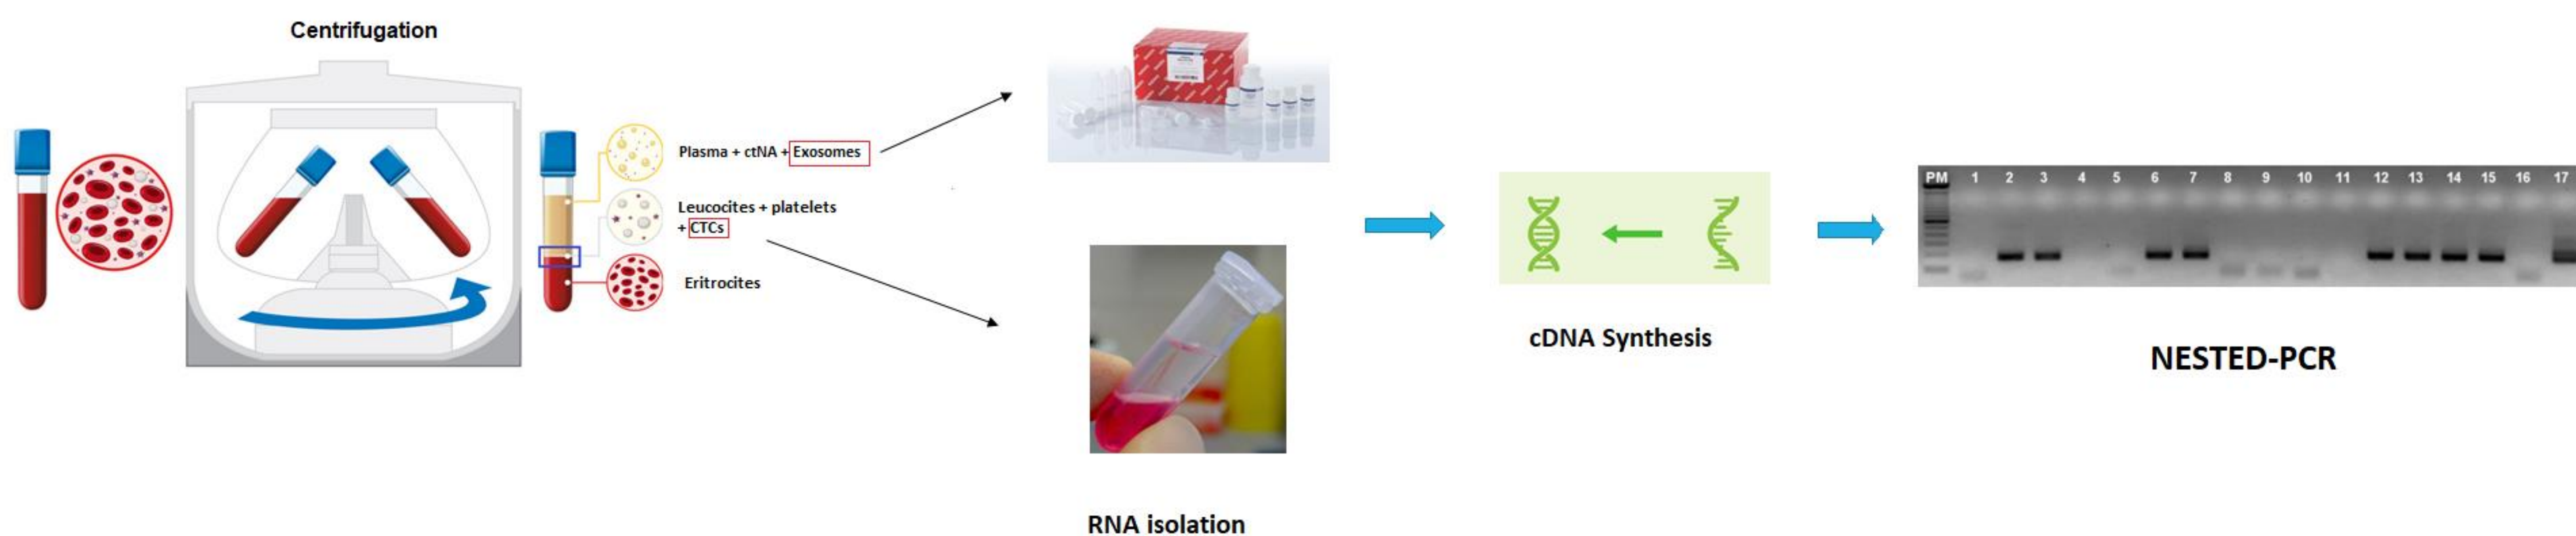 Centrifugation
Plasma + ctNA + Exosomes
Leucocites + platelets
+ CTCs
Eritrocites
RNA isolation
cDNA Synthesis
PM 1 2 3 4 5 6 7 8 9 10 11 12 13 14 15 16 17
NESTED-PCR